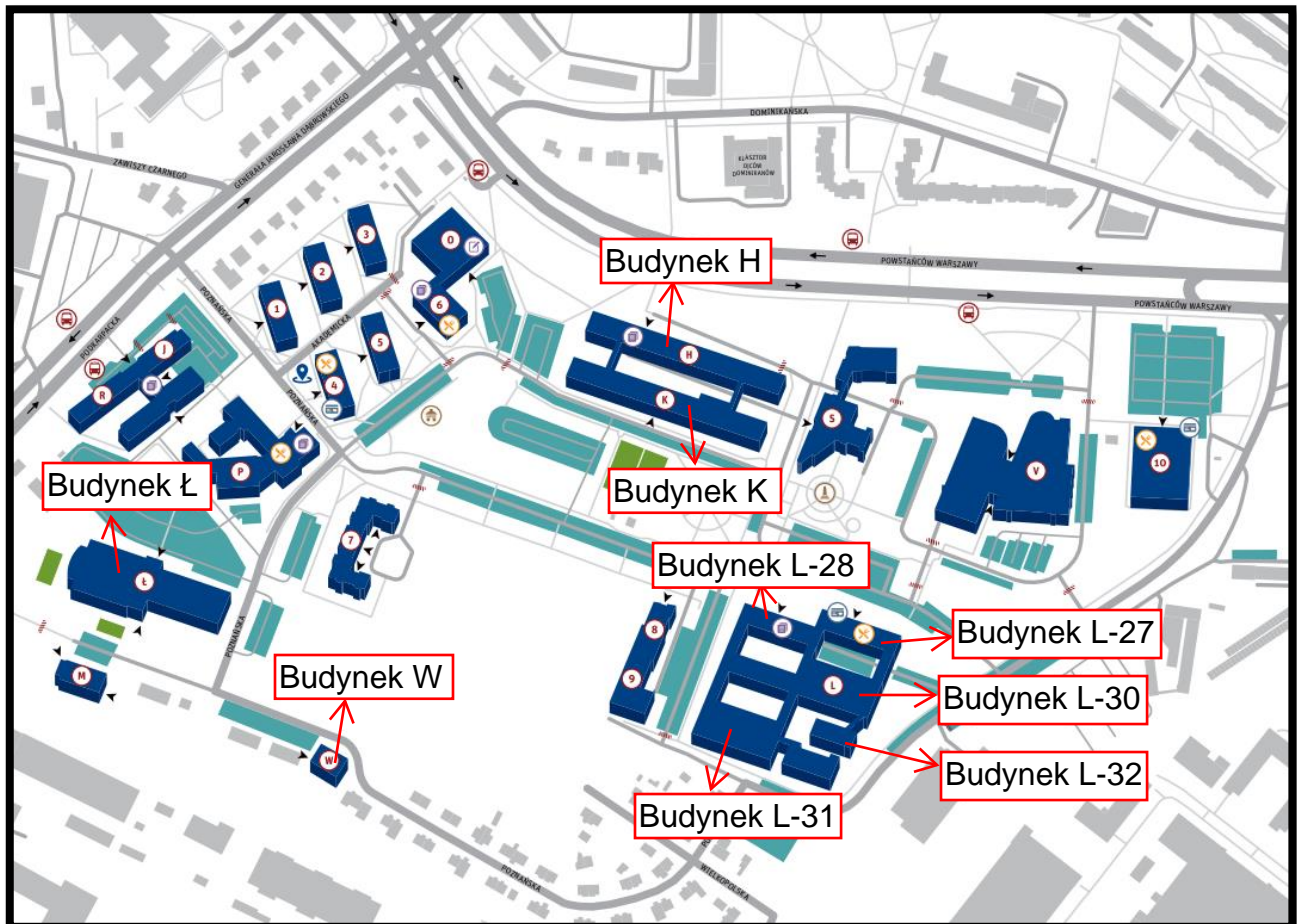 DOMINIKAŃSKA
GENERAŁA JAROSŁAWA DĄBROWSKIEGO
ZAWISZY CZARNEGO
KLASZTOR
OJCÓW
DOMINIKANÓW
3
O
2
POWSTAŃCÓW WARSZAWY
Budynek H
POZNAŃSKA
1
6
POWSTAŃCÓW WARSZAWY
AKADEMICKA
PODKARPACKA
J
5
H
4
R
K
S
POZNAŃSKA
P
V
10
Budynek Ł
Budynek K
7
Budynek L-28
Ł
8
Budynek L-27
POZNAŃSKA
M
Budynek W
9
L
Budynek L-30
W
Budynek L-32
Budynek L-31
POZNAŃSKA
WIELKOPOLSKA